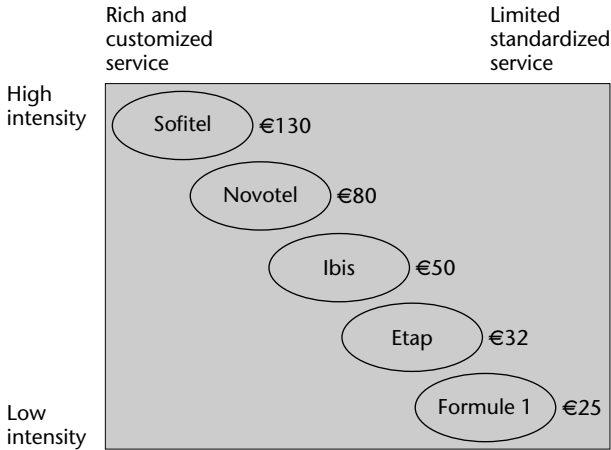 Rich and
customized
service
Limited
standardized
service
High
intensity
Sofitel €130
Novotel €80
Ibis €50
Etap €32
Formule 1 €25
Low
intensity